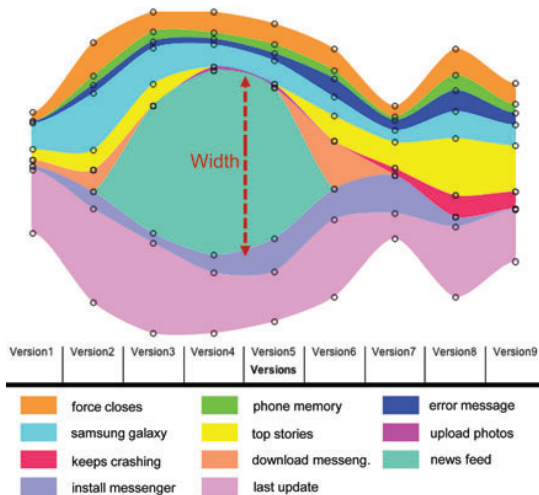 Width
Version1 Version2 Version3 Version4 Version5 Version6 Version7 Version8 Version9
Versions
force closes phone memory error message
samsung galaxy top stories upload photos
keeps crashing download messeng. news feed
install messenger last update